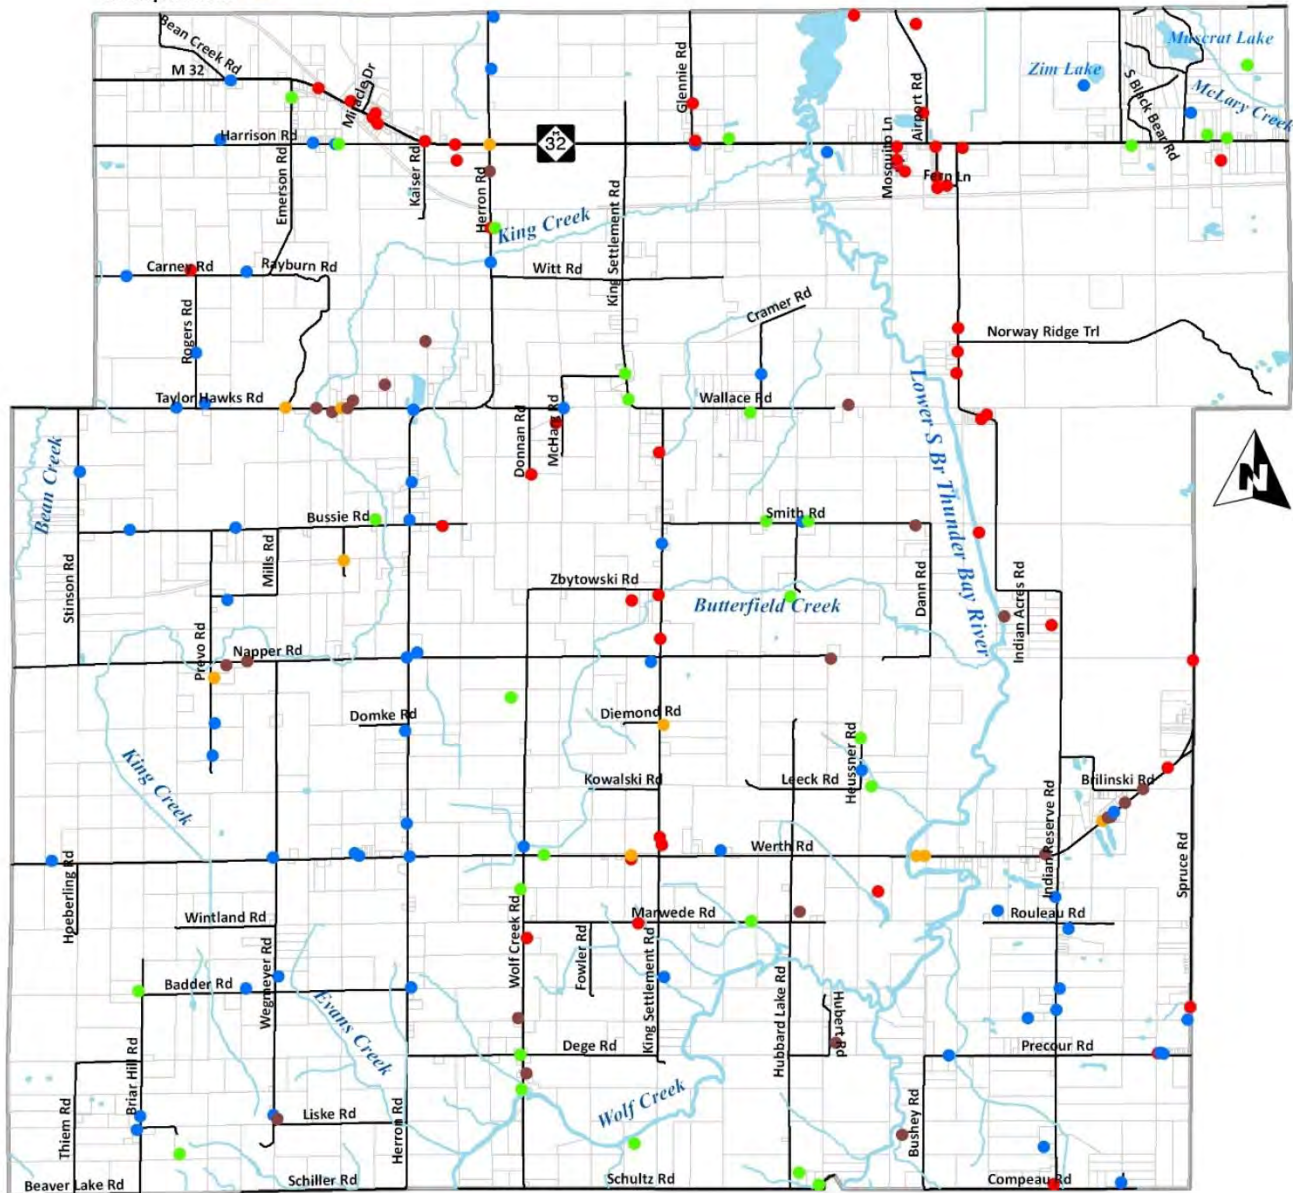 Bean Creek Rd
M 32
Miracle Dr
Glennie Rd
Airport Rd
Zim Lake
Muscrat Lake
S Black Bear Rd
McLary Creek
Harrison Rd
M
32
Emerson Rd
Kaiser Rd
Herron Rd
Mosquito Ln
Fern Ln
King Creek
King Settlement Rd
Carney Rd
Rayburn Rd
Witt Rd
Rogers Rd
Cramer Rd
Norway Ridge Trl
Taylor Hawks Rd
Wallace Rd
Lower S Br Thunder Bay River
Donnan Rd
Bean Creek
N
Bussie Rd
Smith Rd
Mills Rd
Stinson Rd
Zbytowski Rd
Butterfield Creek
Dann Rd
Indian Acres Rd
Prevo Rd
Napper Rd
Domke Rd
Diemond Rd
King Creek
Heussner Rd
Kowalski Rd
Leeck Rd
Brilinski Rd
Indian Reserve Rd
Werth Rd
Spruce Rd
Hoeberling Rd
Wintland Rd
Marwede Rd
Rouleau Rd
Wolf Creek Rd
Fowler Rd
King Settlement Rd
Wegmeyer Rd
Badder Rd
Evans Creek
Hubbard Lake Rd
Hubert Rd
Dege Rd
Precour Rd
Briar Hill Rd
Thiem Rd
Liske Rd
Herron Rd
Wolf Creek
Bushey Rd
Beaver Lake Rd
Schiller Rd
Schultz Rd
Compeau Rd